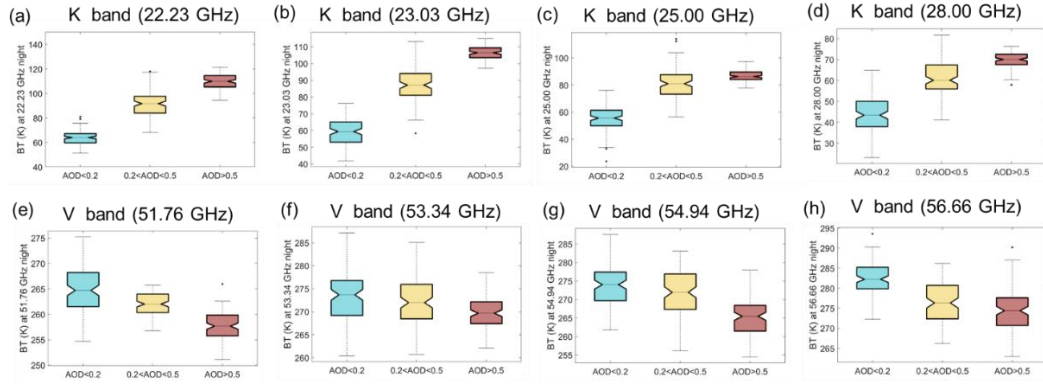 (a) K band (22.23 GHz)
BT (K) at 22.23 GHz night
140
120
100
80
60
40
AOD<0.2 0.2<AOD<0.5 AOD>0.5
(b) K band (23.03 GHz)
BT (K) at 23.03 GHz night
110
100
90
80
70
60
50
40
AOD<0.2 0.2<AOD<0.5 AOD>0.5
(c) K band (25.00 GHz)
BT (K) at 25.00 GHz night
100
80
60
40
20
AOD<0.2 0.2<AOD<0.5 AOD>0.5
(d) K band (28.00 GHz)
BT (K) at 28.00 GHz night
80
70
60
50
40
30
AOD<0.2 0.2<AOD<0.5 AOD>0.5
(e) V band (51.76 GHz)
BT (K) at 51.76 GHz night
275
270
265
260
255
250
AOD<0.2 0.2<AOD<0.5 AOD>0.5
(f) V band (53.34 GHz)
BT (K) at 53.34 GHz night
285
280
275
270
265
260
AOD<0.2 0.2<AOD<0.5 AOD>0.5
(g) V band (54.94 GHz)
BT (K) at 54.94 GHz night
285
280
275
270
265
260
255
AOD<0.2 0.2<AOD<0.5 AOD>0.5
(h) V band (56.66 GHz)
BT (K) at 56.66 GHz night
295
290
285
280
275
270
265
AOD<0.2 0.2<AOD<0.5 AOD>0.5